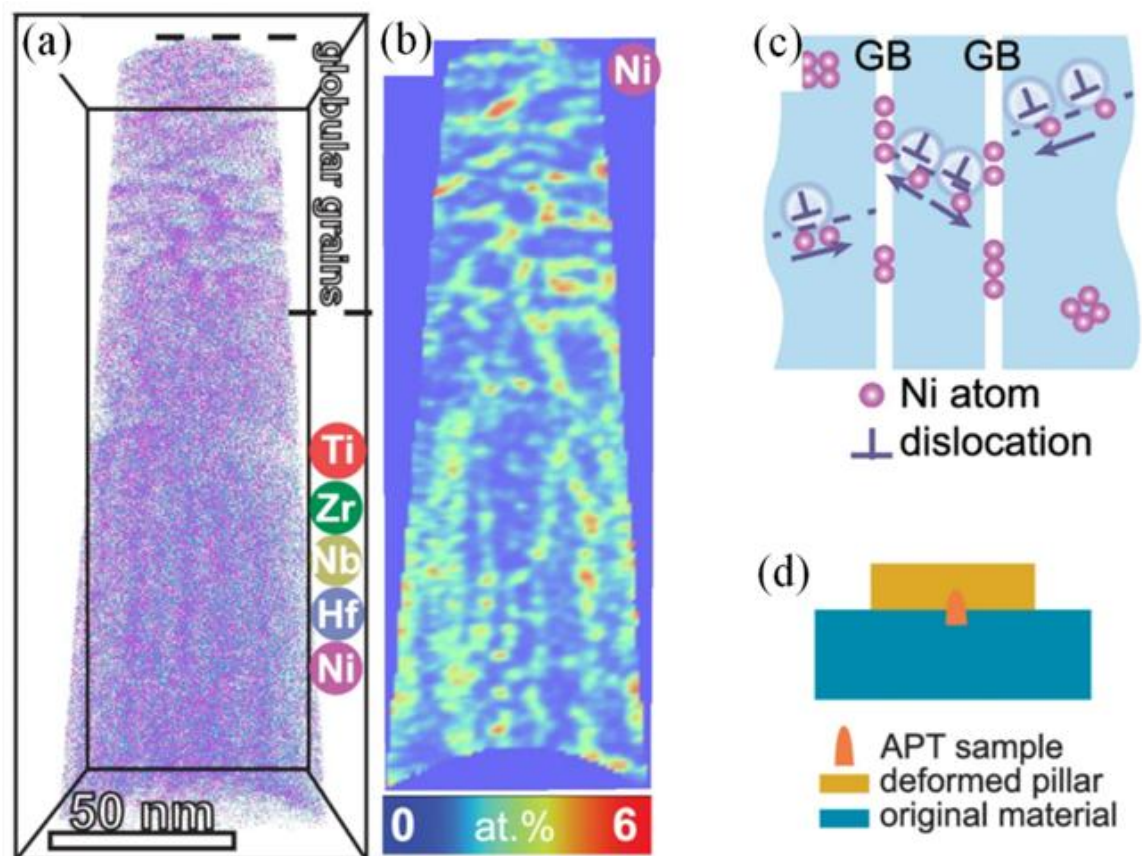 (a)
globular grains
Ti
Zr
Nb
Hf
Ni
50 nm
(b)
Ni
0 at.% 6
(c)
GB GB
Ni atom
dislocation
(d)
APT sample
deformed pillar
original material